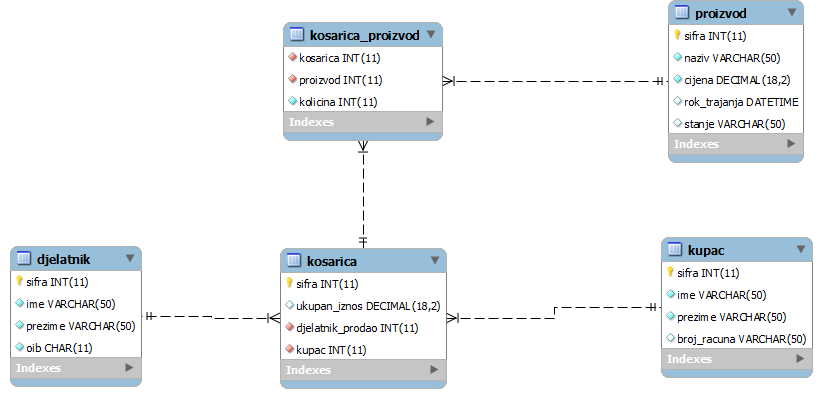 kosarica_proizvod
kosarica INT(11)
proizvod INT(11)
kolicina INT(11)
Indexes
proizvod
sifra INT(11)
naziv VARCHAR(50)
cijena DECIMAL(18,2)
rok_trajanja DATETIME
stanje VARCHAR(50)
Indexes
djelatnik
sifra INT(11)
ime VARCHAR(50)
prezime VARCHAR(50)
oib CHAR(11)
Indexes
kosarica
sifra INT(11)
ukupan_iznos DECIMAL(18,2)
djelatnik_prodao INT(11)
kupac INT(11)
Indexes
kupac
sifra INT(11)
ime VARCHAR(50)
prezime VARCHAR(50)
broj_racuna VARCHAR(50)
Indexes